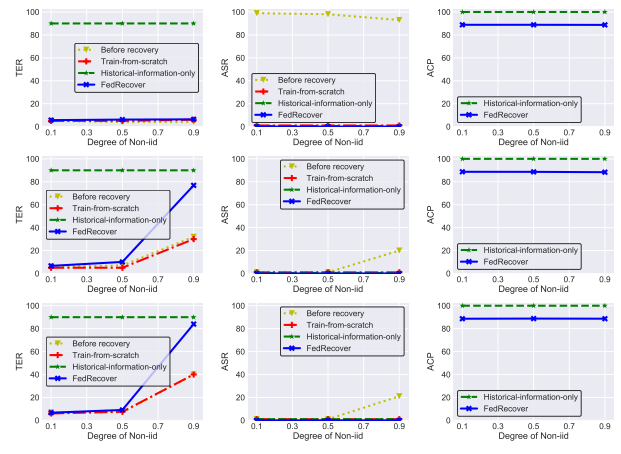 100
80
60
40
20
0
TER
Before recovery
Train-from-scratch
Historical-information-only
FedRecover
0.1 0.3 0.5 0.7 0.9
Degree of Non-iid
100
80
60
40
20
0
ASR
Before recovery
Train-from-scratch
Historical-information-only
FedRecover
0.1 0.3 0.5 0.7 0.9
Degree of Non-iid
100
80
60
40
20
0
ACP
Historical-information-only
FedRecover
0.1 0.3 0.5 0.7 0.9
Degree of Non-iid
100
80
60
40
20
0
TER
Before recovery
Train-from-scratch
Historical-information-only
FedRecover
0.1 0.3 0.5 0.7 0.9
Degree of Non-iid
100
80
60
40
20
0
ASR
Before recovery
Train-from-scratch
Historical-information-only
FedRecover
0.1 0.3 0.5 0.7 0.9
Degree of Non-iid
100
80
60
40
20
0
ACP
Historical-information-only
FedRecover
0.1 0.3 0.5 0.7 0.9
Degree of Non-iid
100
80
60
40
20
0
TER
Before recovery
Train-from-scratch
Historical-information-only
FedRecover
0.1 0.3 0.5 0.7 0.9
Degree of Non-iid
100
80
60
40
20
0
ASR
Before recovery
Train-from-scratch
Historical-information-only
FedRecover
0.1 0.3 0.5 0.7 0.9
Degree of Non-iid
100
80
60
40
20
0
ACP
Historical-information-only
FedRecover
0.1 0.3 0.5 0.7 0.9
Degree of Non-iid